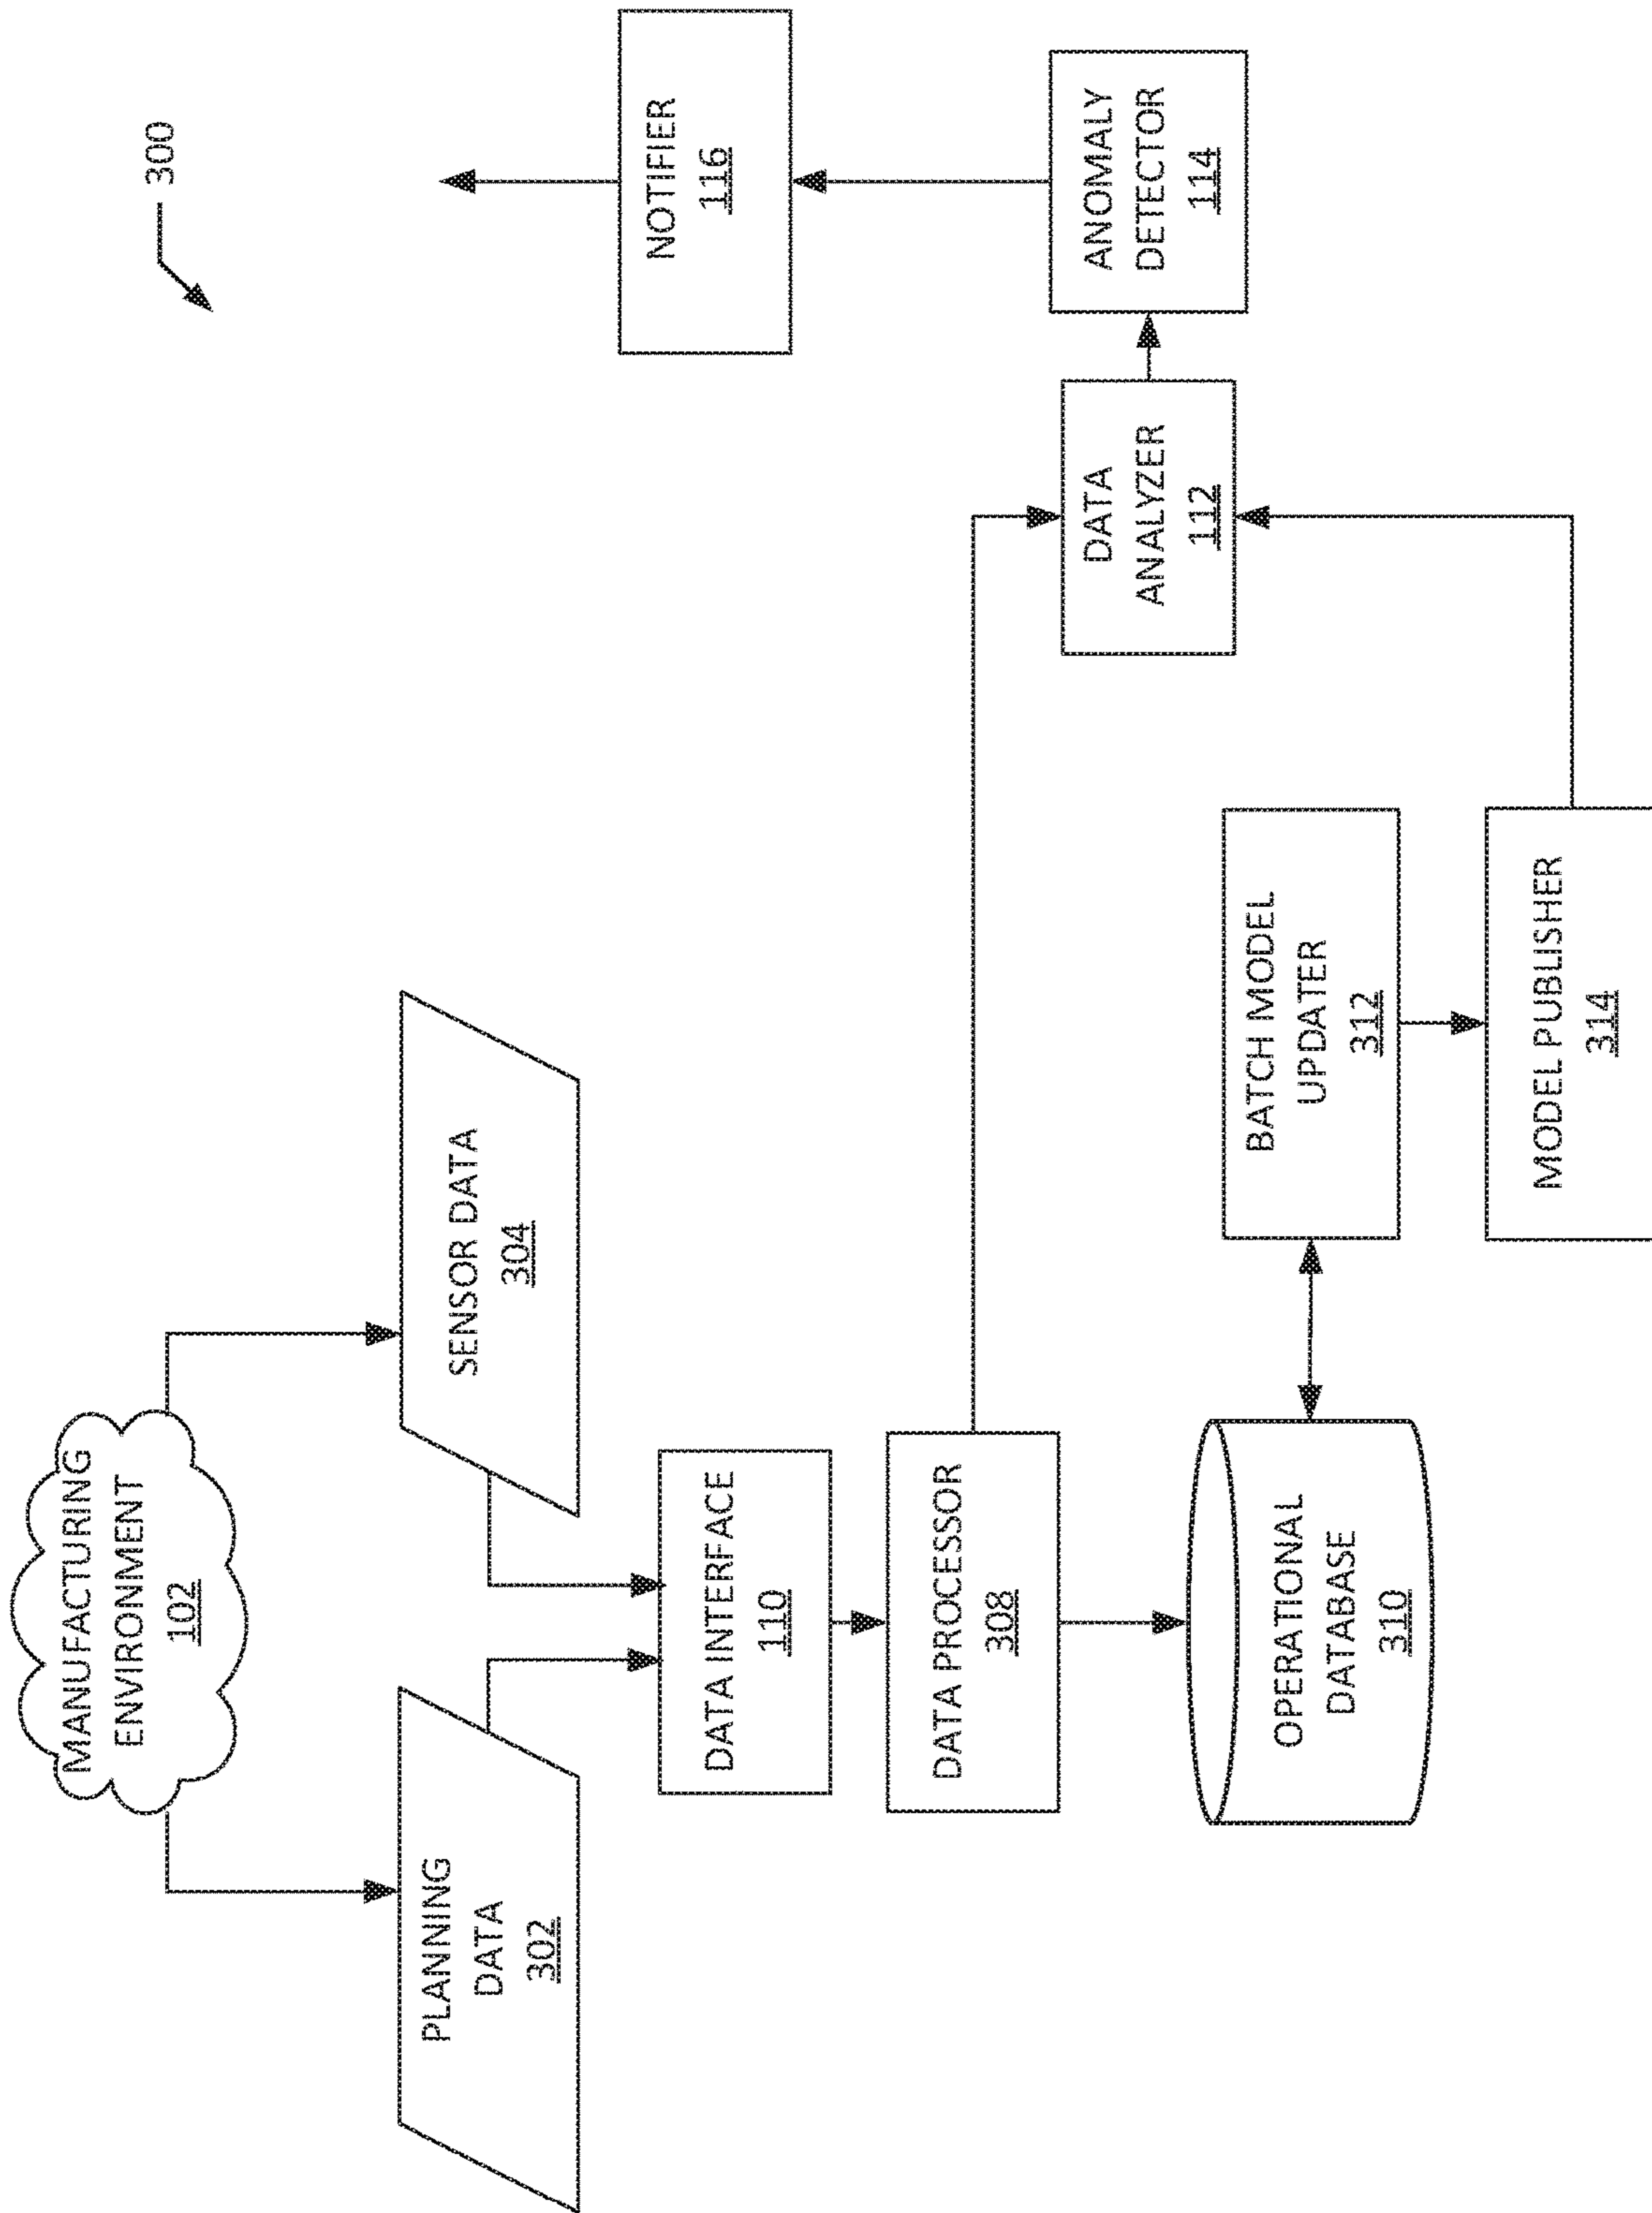 300
MANUFACTURING
ENVIRONMENT
102
PLANNING
DATA
302
SENSOR DATA
304
DATA INTERFACE
110
DATA PROCESSOR
308
OPERATIONAL
DATABASE
310
BATCH MODEL
UPDATER
312
MODEL PUBLISHER
314
DATA
ANALYZER
112
ANOMALY
DETECTOR
114
NOTIFIER
116